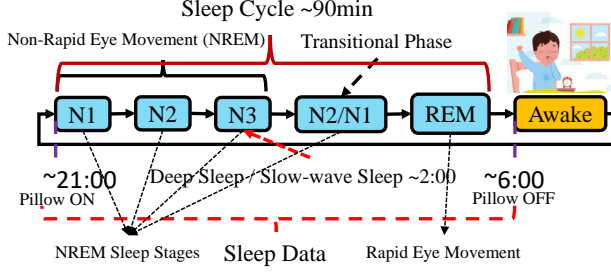 Sleep Cycle ~90min
Non-Rapid Eye Movement (NREM)
Transitional Phase
N1
N2
N3
N2/N1
REM
Awake
~21:00
Deep Sleep / Slow-wave Sleep ~2:00
~6:00
Pillow ON
Pillow OFF
NREM Sleep Stages
Sleep Data
Rapid Eye Movement